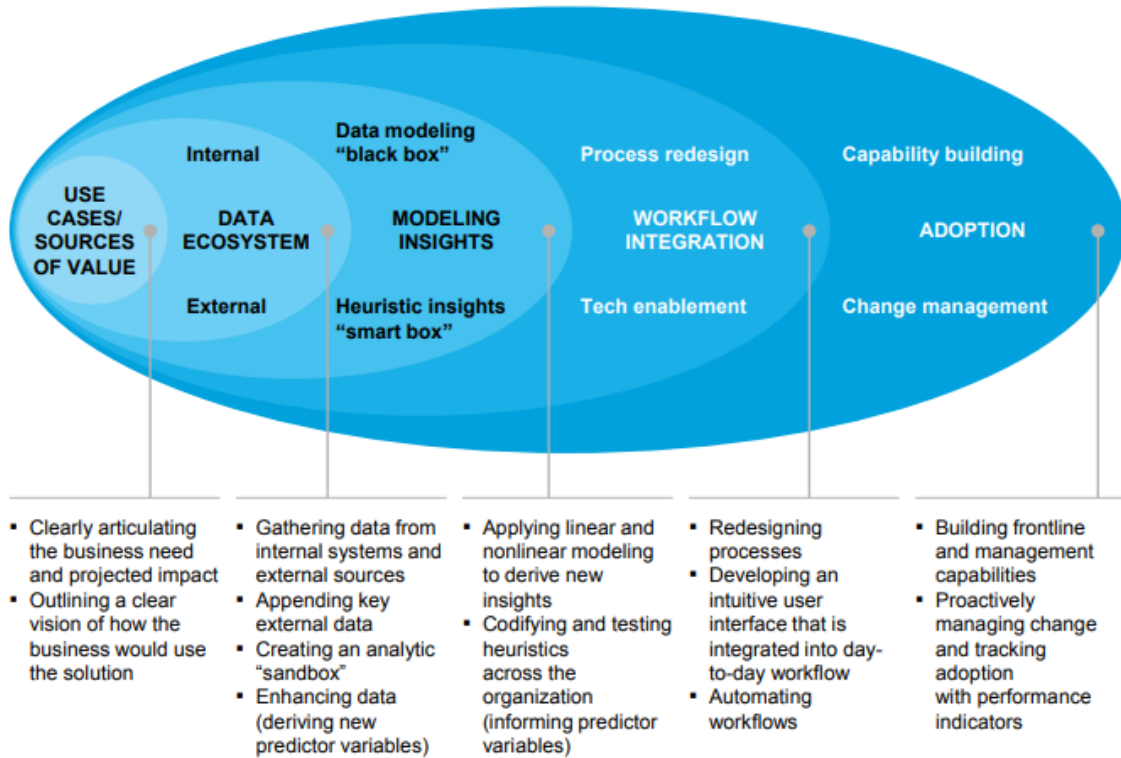 USE
CASES/
SOURCES
OF VALUE
Internal
DATA
ECOSYSTEM
External
Data modeling
“black box”
MODELING
INSIGHTS
Heuristic insights
“smart box”
Process redesign
WORKFLOW
INTEGRATION
Tech enablement
Capability building
ADOPTION
Change management
▪ Clearly articulating
the business need
and projected impact
▪ Outlining a clear
vision of how the
business would use
the solution
▪ Gathering data from
internal systems and
external sources
▪ Appending key
external data
▪ Creating an analytic
“sandbox”
▪ Enhancing data
(deriving new
predictor variables)
▪ Applying linear and
nonlinear modeling
to derive new
insights
▪ Codifying and testing
heuristics
across the
organization
(informing predictor
variables)
▪ Redesigning
processes
▪ Developing an
intuitive user
interface that is
integrated into day-
to-day workflow
▪ Automating
workflows
▪ Building frontline
and management
capabilities
▪ Proactively
managing change
and tracking
adoption
with performance
indicators